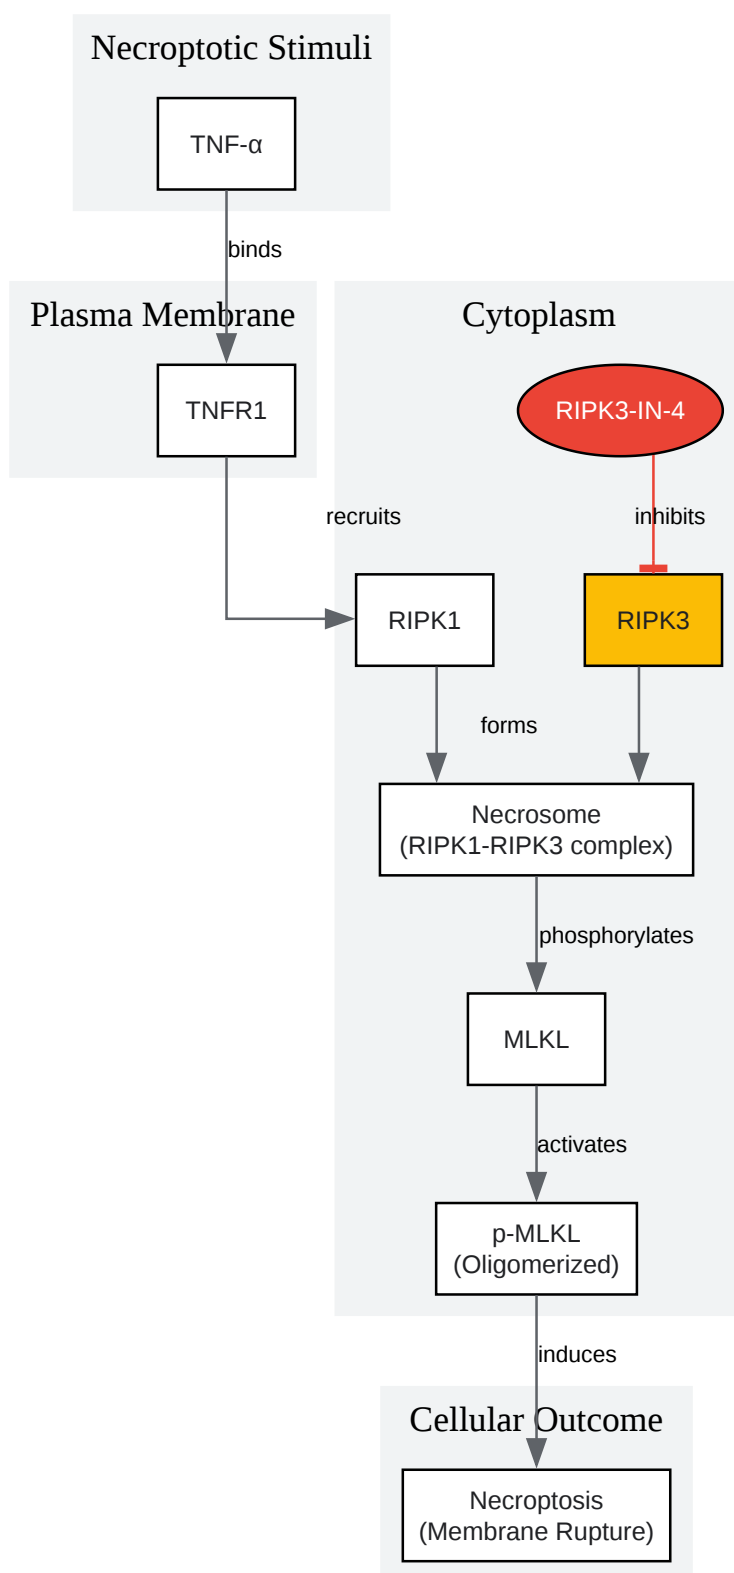 Necroptotic Stimuli
TNF-α
binds
Plasma Membrane
TNFR1
Cytoplasm
RIPK3-IN-4
recruits
inhibits
RIPK1
RIPK3
forms
Necrosome
(RIPK1-RIPK3 complex)
phosphorylates
MLKL
activates
p-MLKL
(Oligomerized)
induces
Cellular Outcome
Necroptosis
(Membrane Rupture)